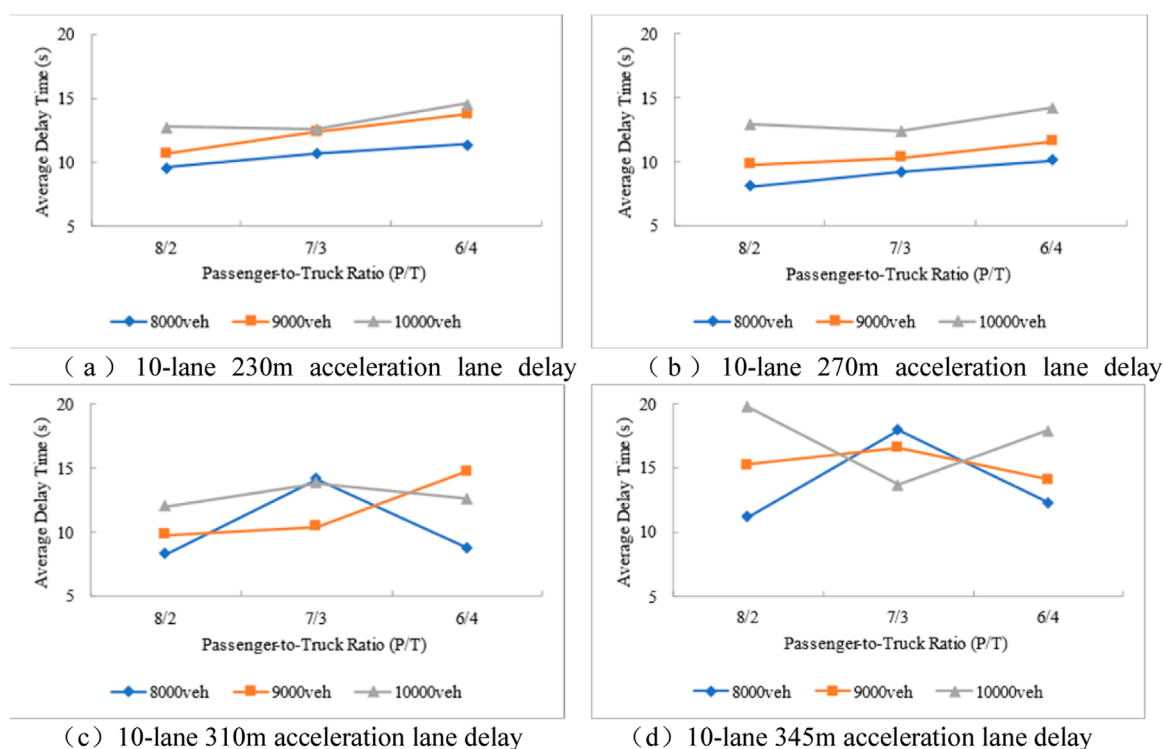 20
15
10
5
Average Delay Time (s)
8/2 7/3 6/4
Passenger-to-Truck Ratio (P/T)
8000veh 9000veh 10000veh
（a）10-lane 230m acceleration lane delay
20
15
10
5
Average Delay Time (s)
8/2 7/3 6/4
Passenger-to-Truck Ratio (P/T)
8000veh 9000veh 10000veh
（b）10-lane 270m acceleration lane delay
20
15
10
5
Average Delay Time (s)
8/2 7/3 6/4
Passenger-to-Truck Ratio (P/T)
8000veh 9000veh 10000veh
（c）10-lane 310m acceleration lane delay
20
15
10
5
Average Delay Time (s)
8/2 7/3 6/4
Passenger-to-Truck Ratio (P/T)
8000veh 9000veh 10000veh
（d）10-lane 345m acceleration lane delay